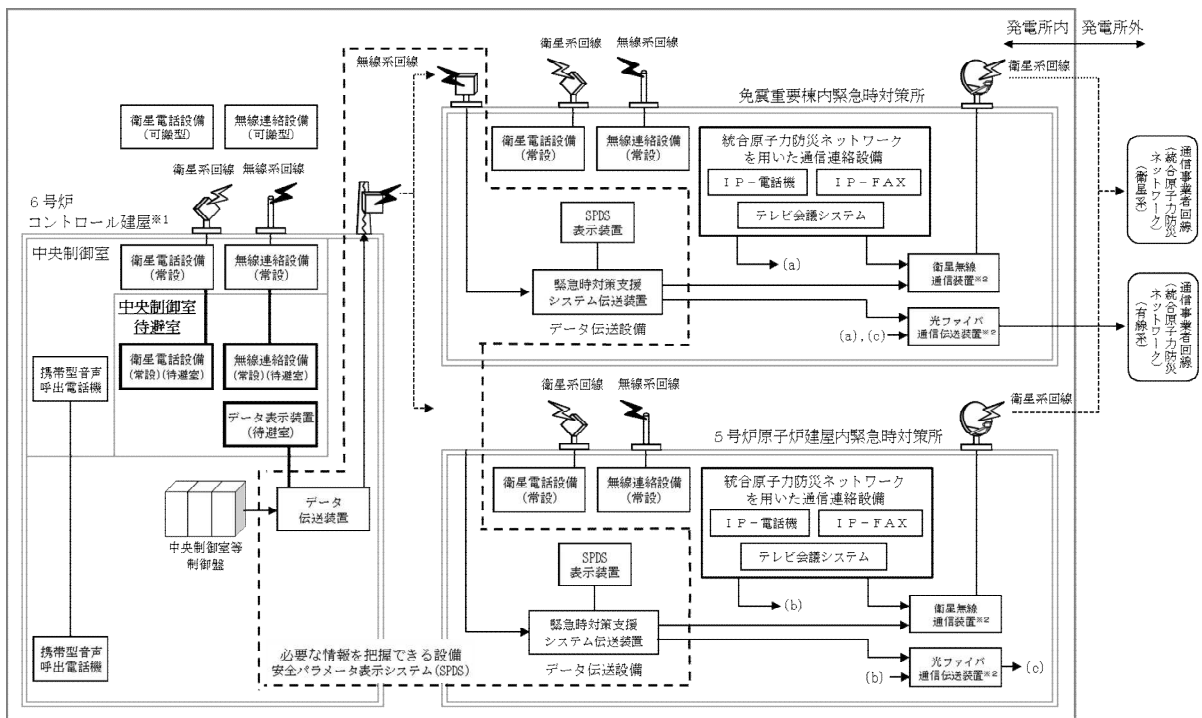 発電所内
発電所外
無線系回線
無線系回線
衛星系回線
無線系回線
衛星系回線
免震重要棟内緊急時対策所
衛星電話設備
(可搬型)
無線連絡設備
(可搬型)
衛星系回線
無線系回線
6号炉
コントロール建屋※1
中央制御室
衛星電話設備
(常設)
無線連絡設備
(常設)
中央制御室
待避室
衛星電話設備
(常設)(待避室)
無線連絡設備
(常設)(待避室)
データ表示装置
(待避室)
携帯型音声
呼出電話機
携帯型音声
呼出電話機
中央制御室等
制御盤
データ
伝送装置
必要な情報を把握できる設備
安全パラメータ表示システム(SPDS)
衛星電話設備
(常設)
無線連絡設備
(常設)
統合原子力防災ネットワーク
を用いた通信連絡設備
IP-電話機
IP-FAX
テレビ会議システム
SPDS
表示装置
緊急時対策支援
システム伝送装置
データ伝送設備
(a)
衛星無線
通信装置※2
(a),(c)
光ファイバ
通信伝送装置※2
通信事業者回線
(統合原子力防災
ネットワーク)
(衛星系)
通信事業者回線
(統合原子力防災
ネットワーク)
(有線系)
衛星系回線
無線系回線
衛星系回線
5号炉原子炉建屋内緊急時対策所
衛星電話設備
(常設)
無線連絡設備
(常設)
統合原子力防災ネットワーク
を用いた通信連絡設備
IP-電話機
IP-FAX
テレビ会議システム
SPDS
表示装置
緊急時対策支援
システム伝送装置
データ伝送設備
(b)
衛星無線
通信装置※2
(b)
光ファイバ
通信伝送装置※2
(c)